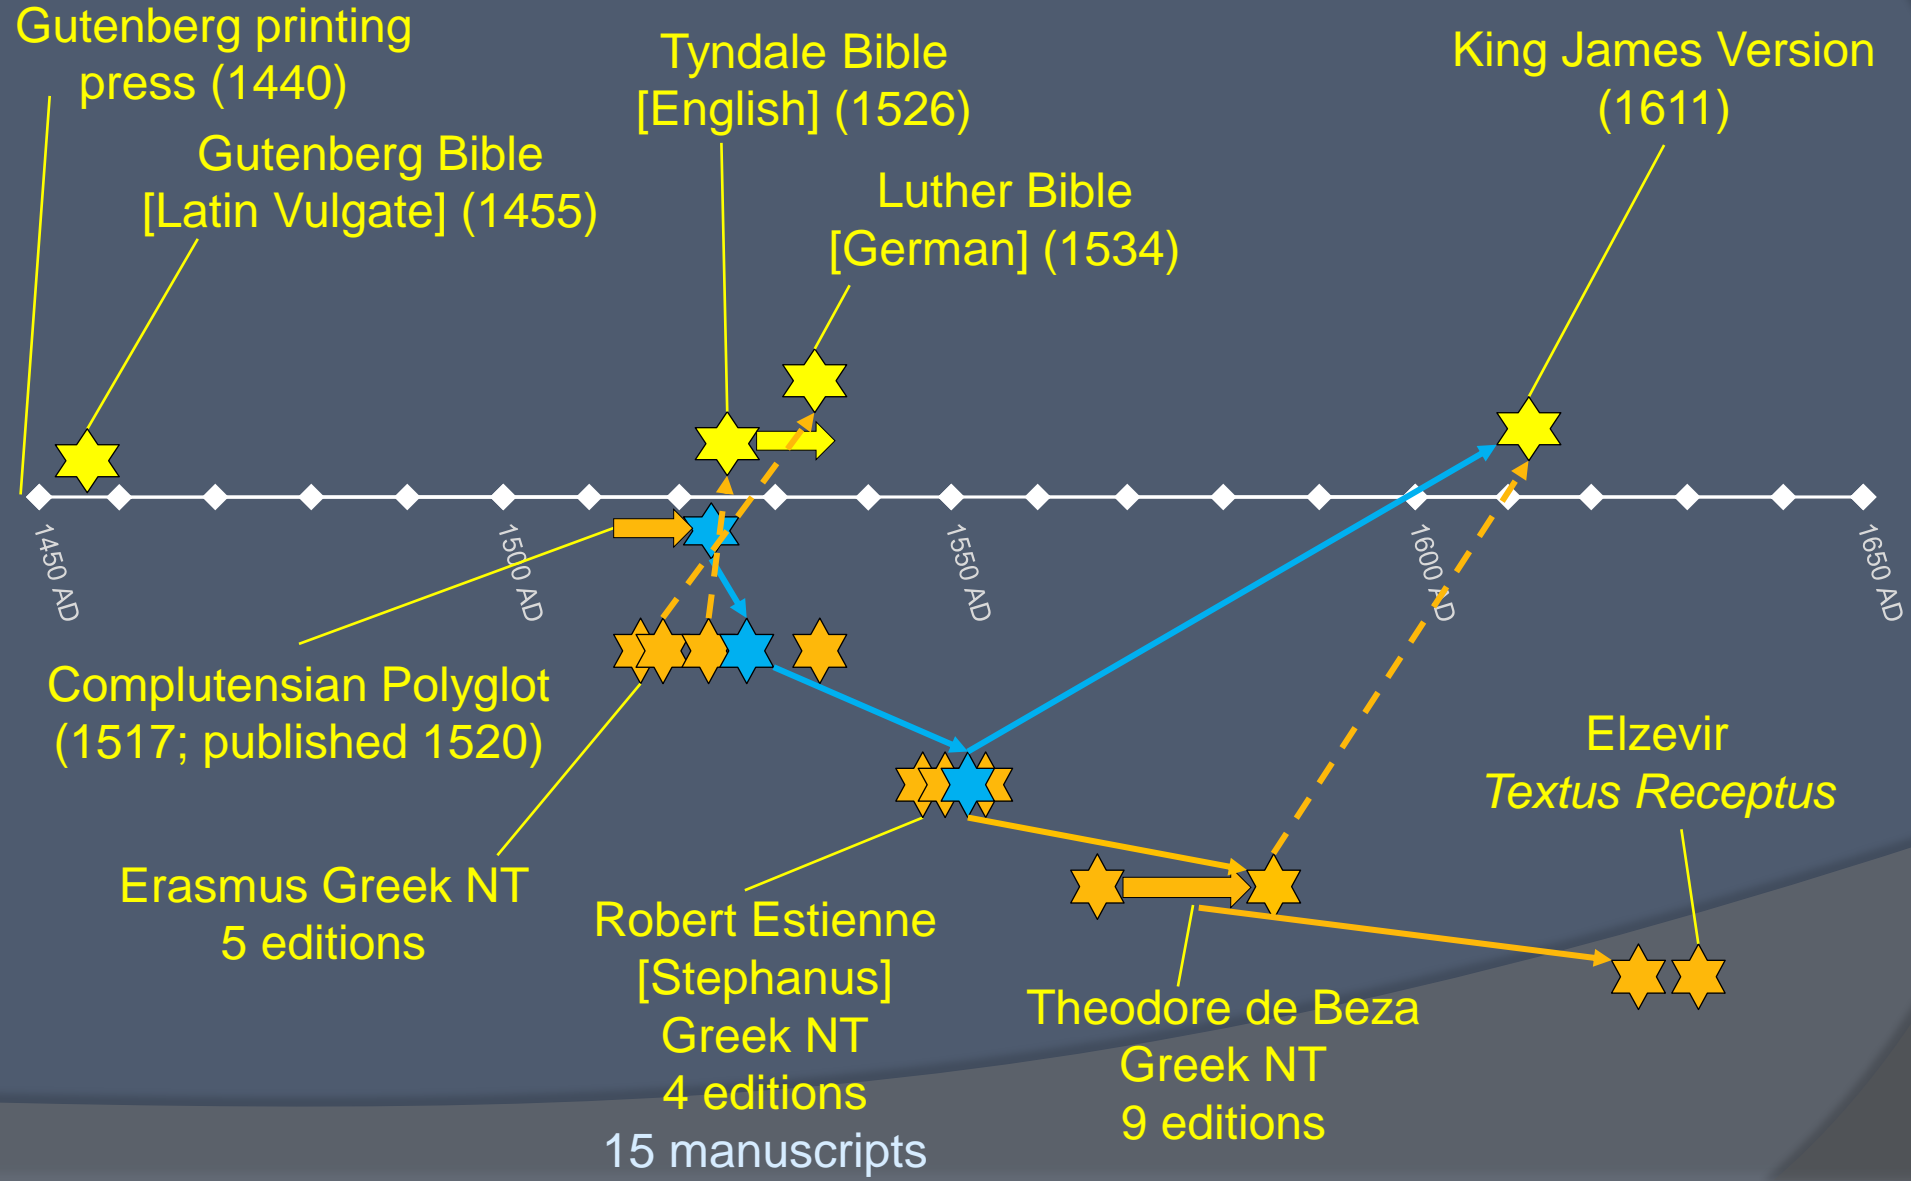 Gutenberg printing
press (1440)
Gutenberg Bible
[Latin Vulgate] (1455)
Tyndale Bible
[English] (1526)
Luther Bible
[German] (1534)
King James Version
(1611)
1450 AD
1500 AD
1550 AD
1600 AD
1650 AD
Complutensian Polyglot
(1517; published 1520)
Erasmus Greek NT
5 editions
Robert Estienne
[Stephanus]
Greek NT
4 editions
15 manuscripts
Theodore de Beza
Greek NT
9 editions
Elzevir
Textus Receptus